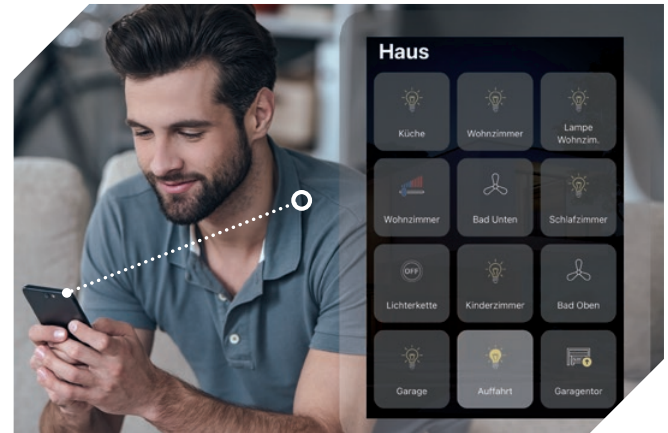 Haus
Küche
Wohnzimmer
Lampe
Wohnzim.
Wohnzimmer
Bad Unten
Schlafzimmer
OFF
Lichterkette
Kinderzimmer
Bad Oben
Garage
Auffahrt
Garagentor